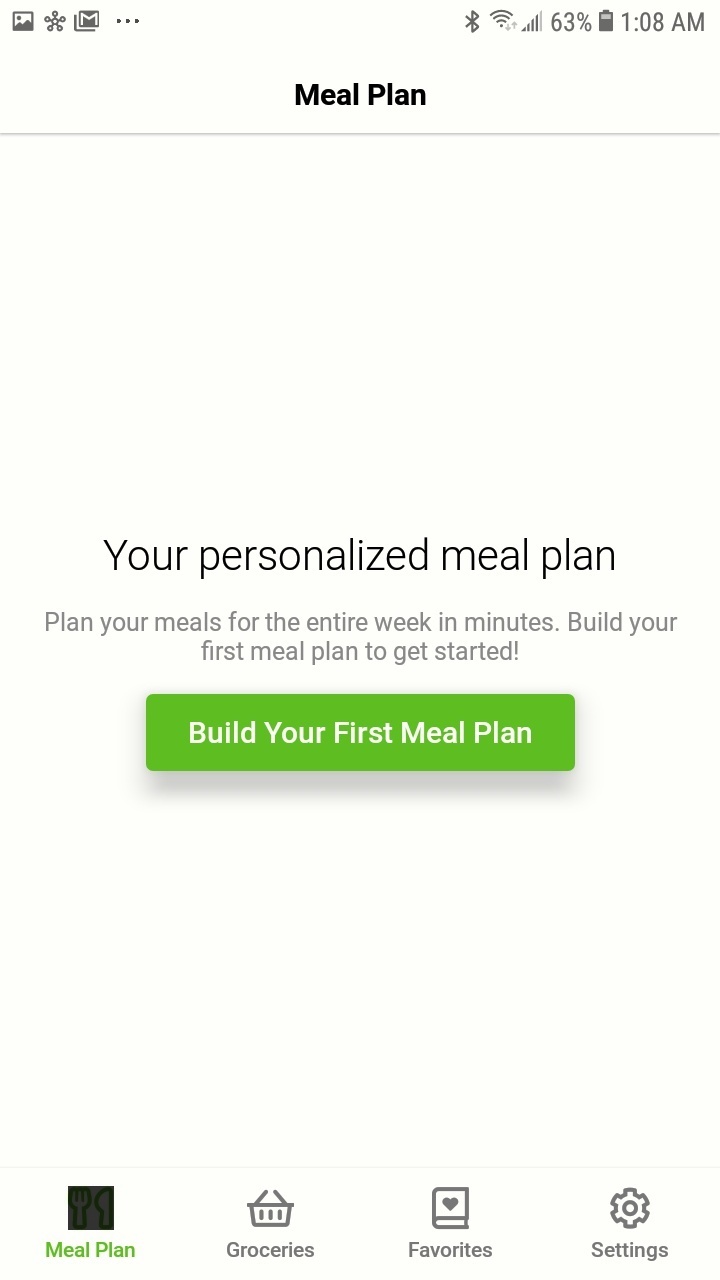 63% 1:08 AM
Meal Plan
Your personalized meal plan
Plan your meals for the entire week in minutes. Build your
first meal plan to get started!
Build Your First Meal Plan
Meal Plan Groceries Favorites Settings